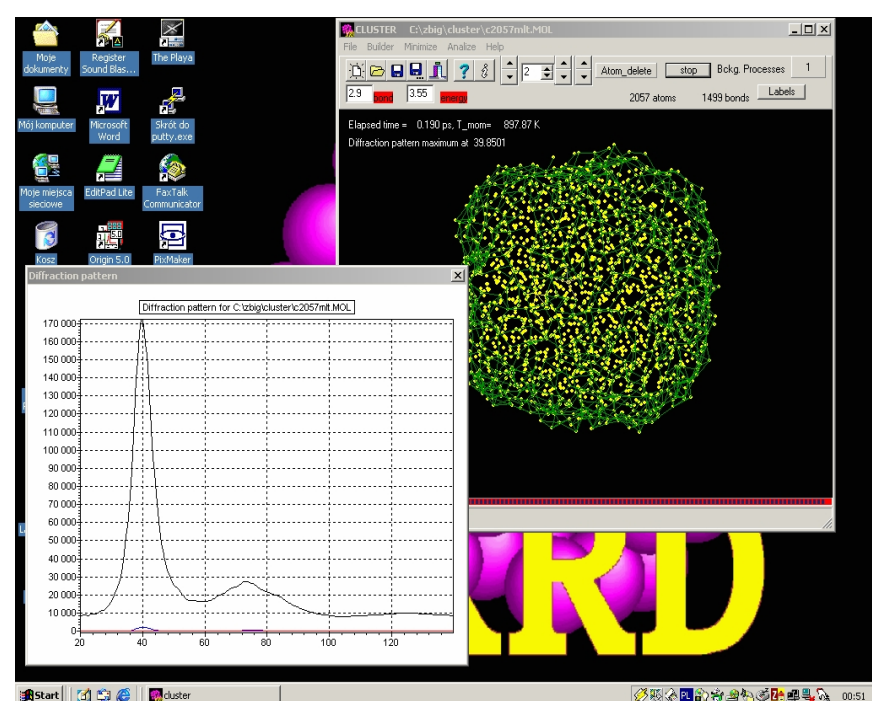 Moje dokumenty
Register Sound Blas...
The Playa
Mój komputer
Microsoft Word
Skrót do putty.exe
Moje miejsca sieciowe
EditPad Lite
FaxTalk Communicator
Kosz
Origin 5.0
PixMaker
CLUSTER C:\zbig\cluster\c2057mlt.MOL
File Builder Minimize Analize Help
2 Atom_delete stop Bckg. Processes 1
2.9 bond 3.55 energy 2057 atoms 1499 bonds Labels
Elapsed time = 0.190 ps, T_mom= 897.87 K
Diffraction pattern maximum at 39.8501
Diffraction pattern
Diffraction pattern for C:\zbig\cluster\c2057mlt.MOL
170 000
160 000
150 000
140 000
130 000
120 000
110 000
100 000
90 000
80 000
70 000
60 000
50 000
40 000
30 000
20 000
10 000
0
20 40 60 80 100 120
ARD
Start cluster PL 00:51